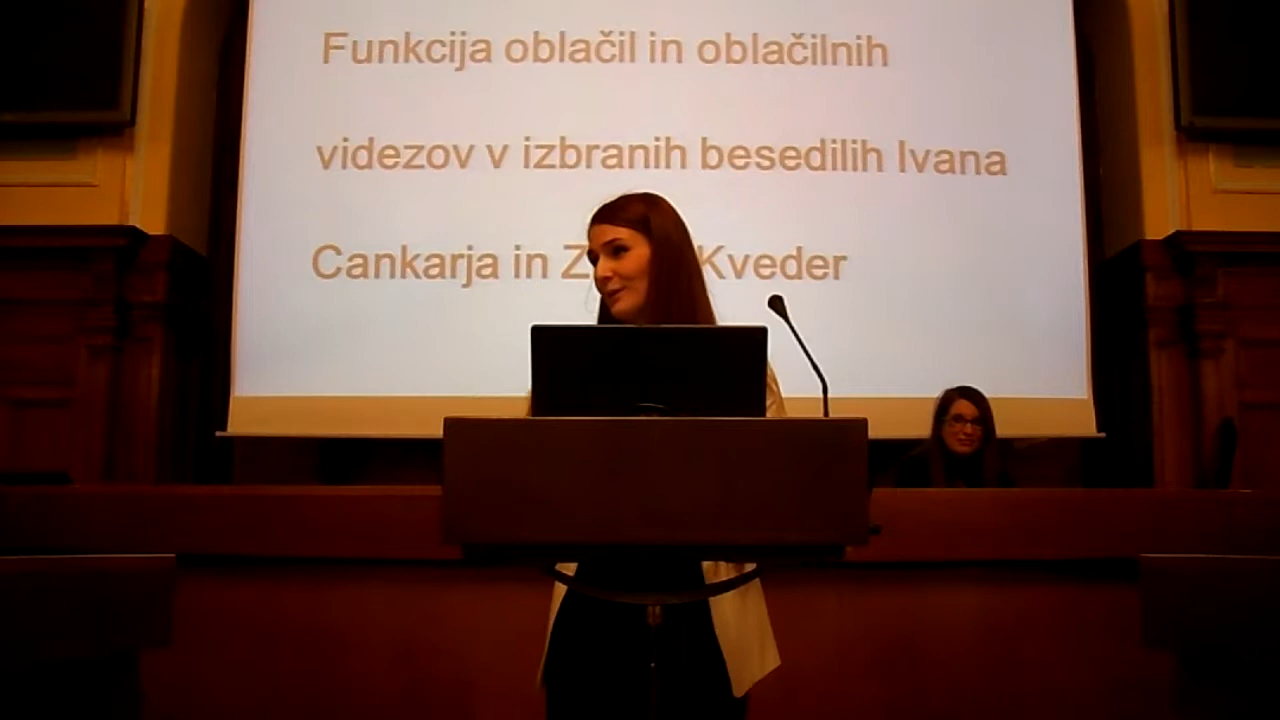 Funkcija oblačil in oblačilnih
videzov v izbranih besedilih Ivana
Cankarja in Kveder